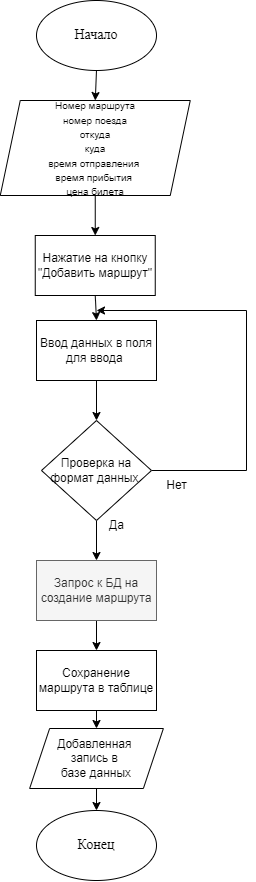 Начало
Номер маршрута
номер поезда
откуда
куда
время отправления
время прибытия
цена билета
Нажатие на кнопку
"Добавить маршрут"
Ввод данных в поля
для ввода
Проверка на
формат данных
Нет
Да
Запрос к БД на
создание маршрута
Сохранение
маршрута в таблице
Добавленная
запись в
базе данных
Конец